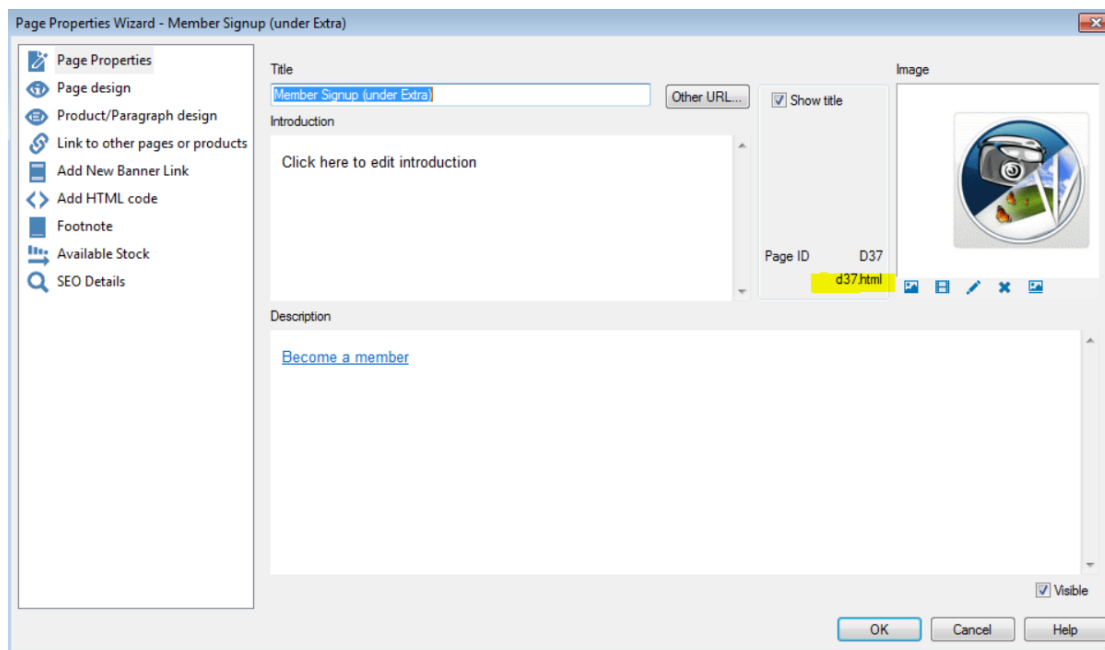 Page Properties Wizard - Member Signup (under Extra)
Page Properties
Page design
Product/Paragraph design
Link to other pages or products
Add New Banner Link
Add HTML code
Footnote
Available Stock
SEO Details
Title
Member Signup (under Extra)
Other URL...
Show title
Image
Introduction
Click here to edit introduction
Page ID D37
d37.html
Description
Become a member
Visible
OK Cancel Help